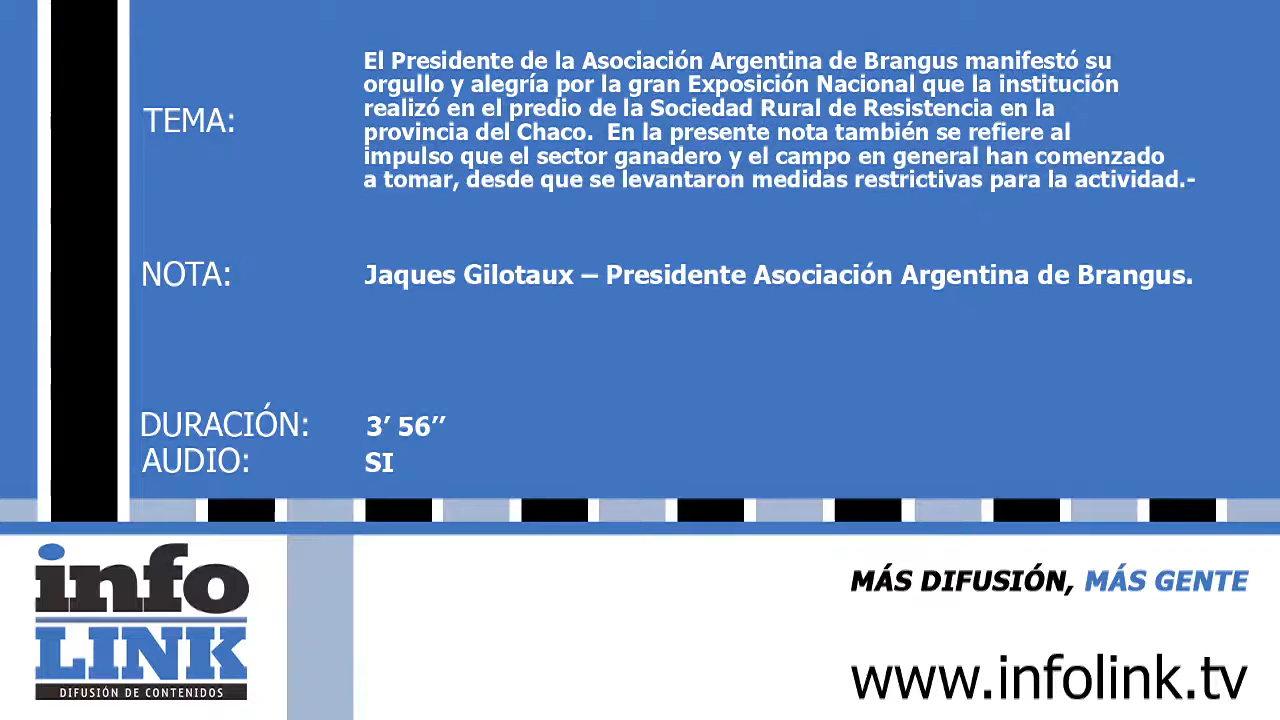 TEMA:
El Presidente de la Asociación Argentina de Brangus manifestó su
orgullo y alegría por la gran Exposición Nacional que la institución
realizó en el predio de la Sociedad Rural de Resistencia en la
provincia del Chaco.  En la presente nota también se refiere al
impulso que el sector ganadero y el campo en general han comenzado
a tomar, desde que se levantaron medidas restrictivas para la actividad.-
NOTA:
Jaques Gilotaux – Presidente Asociación Argentina de Brangus.
DURACIÓN:
3’ 56’’
AUDIO:
SI
info
LINK
DIFUSIÓN DE CONTENIDOS
MÁS DIFUSIÓN, MÁS GENTE
www.infolink.tv